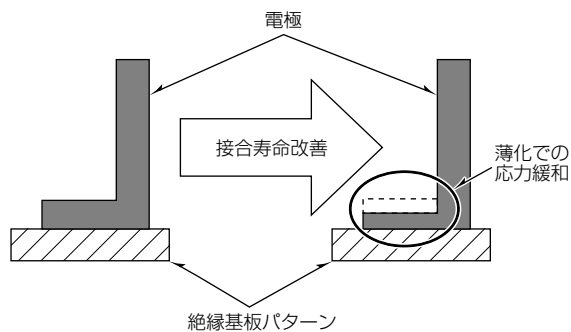 電極
接合寿命改善
薄化での
応力緩和
絶縁基板パターン